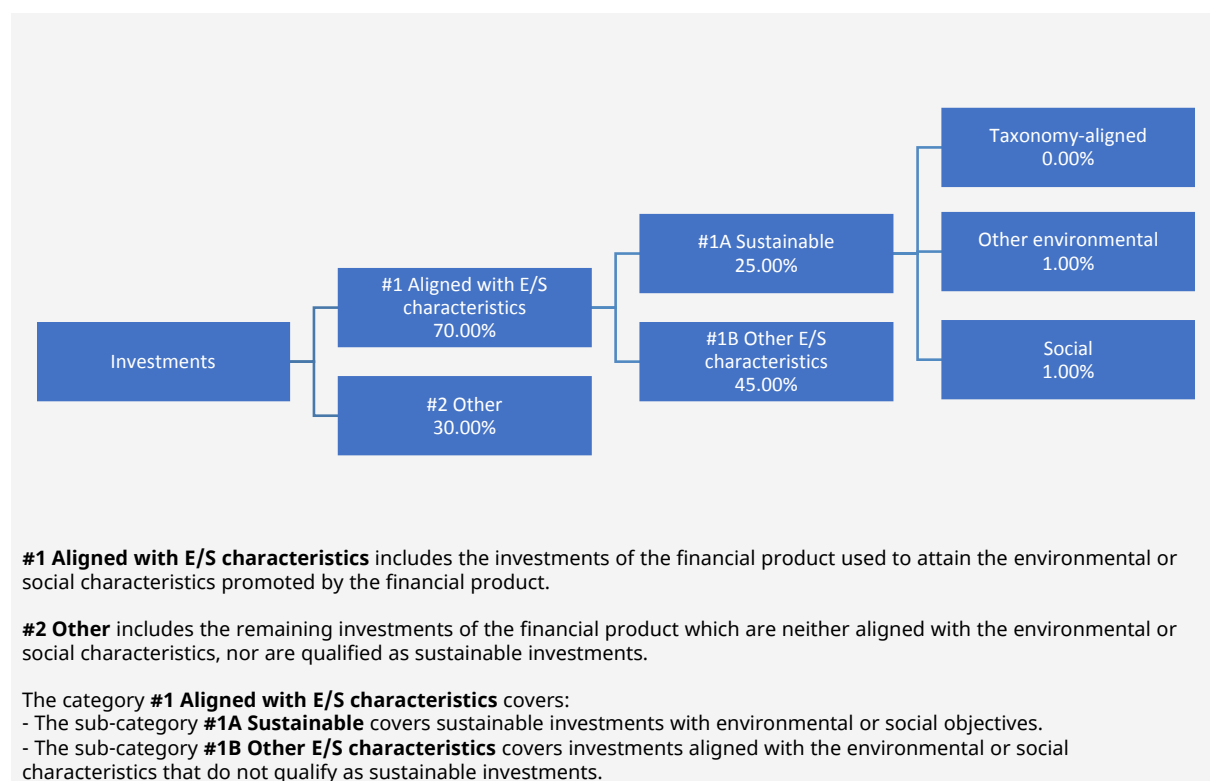 Investments
#1 Aligned with E/S
characteristics
70.00%
#2 Other
30.00%
#1A Sustainable
25.00%
#1B Other E/S
characteristics
45.00%
Taxonomy-aligned
0.00%
Other environmental
1.00%
Social
1.00%
#1 Aligned with E/S characteristics includes the investments of the financial product used to attain the environmental or
social characteristics promoted by the financial product.
#2 Other includes the remaining investments of the financial product which are neither aligned with the environmental or
social characteristics, nor are qualified as sustainable investments.
The category #1 Aligned with E/S characteristics covers:
- The sub-category #1A Sustainable covers sustainable investments with environmental or social objectives.
- The sub-category #1B Other E/S characteristics covers investments aligned with the environmental or social
characteristics that do not qualify as sustainable investments.